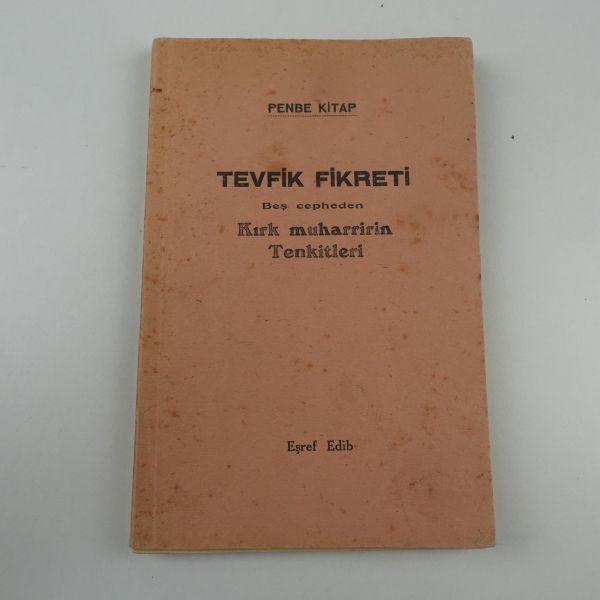 PENBE KİTAP
TEVFİK FİKRETİ
Beş cepheden
Kırk muharririn
Tenkitleri
Eşref Edib